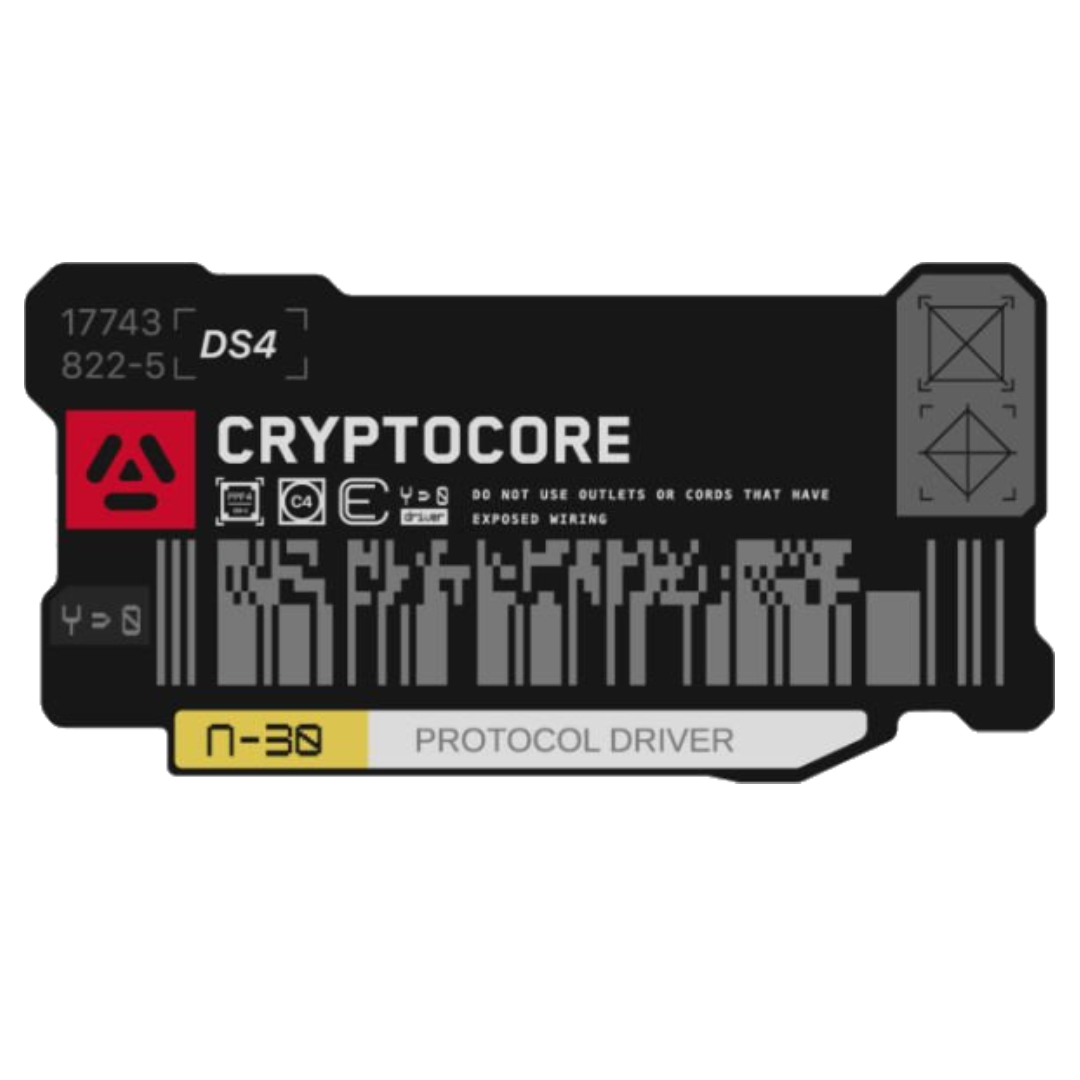 17743
822-5
DS4
CRYPTOCORE
C4
driver
DO NOT USE OUTLETS OR CORDS THAT HAVE
EXPOSED WIRING
N-30
PROTOCOL DRIVER